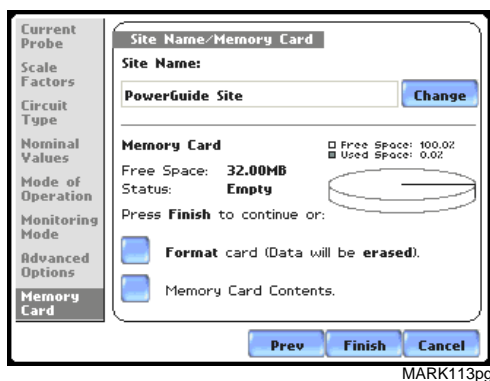 Current
Probe
Scale
Factors
Circuit
Type
Nominal
Values
Mode of
Operation
Monitoring
Mode
Advanced
Options
Memory
Card
Site Name/Memory Card
Site Name:
PowerGuide Site
Change
Memory Card
Free Space: 100.0%
Used Space: 0.0%
Free Space: 32.00MB
Status: Empty
Press Finish to continue or:
Format card (Data will be erased).
Memory Card Contents.
Prev Finish Cancel